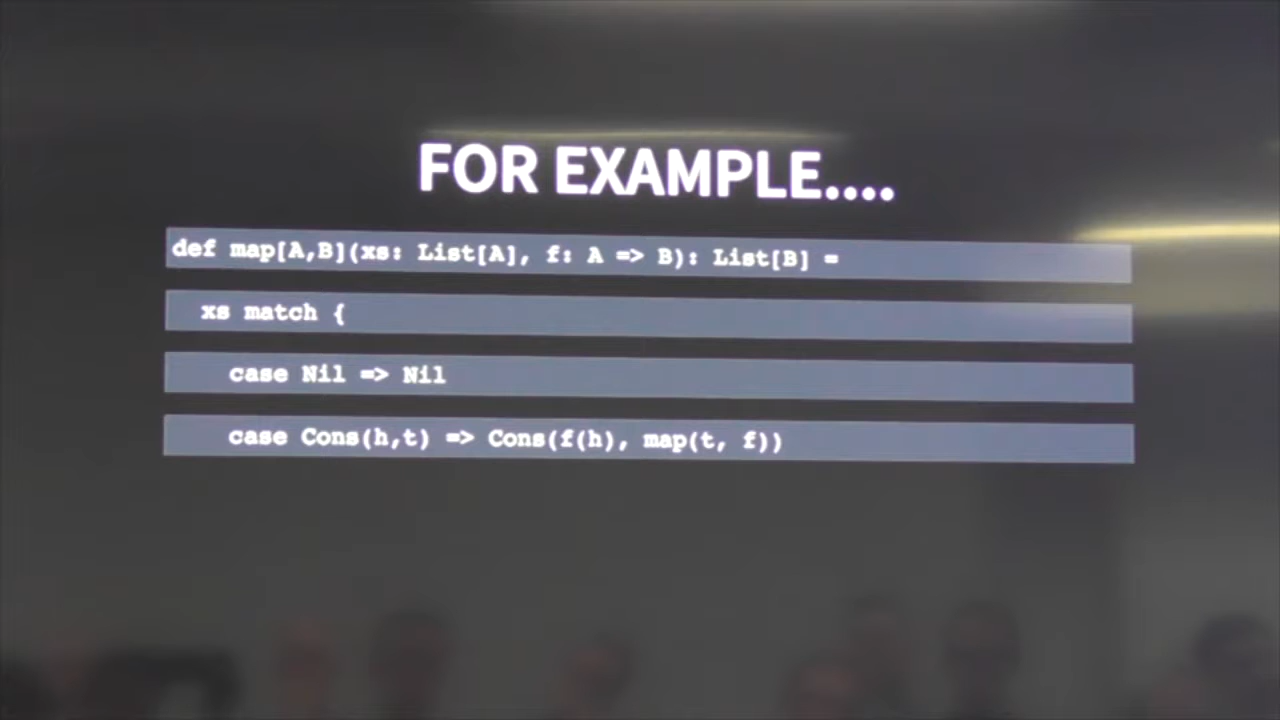 FOR EXAMPLE....
def map[A,B](xs: List[A], f: A => B): List[B] =
xs match {
case Nil => Nil
case Cons(h,t) => Cons(f(h), map(t, f))